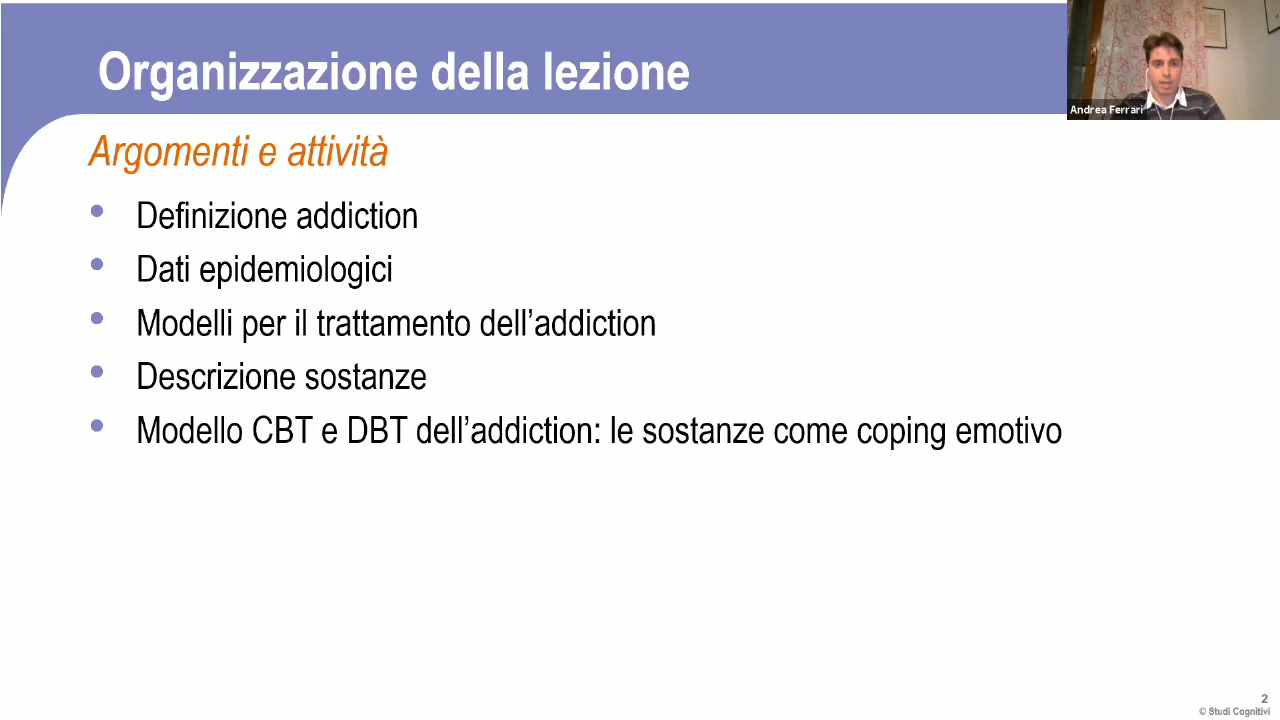 Organizzazione della lezione
Andrea Ferrari
Argomenti e attività
• Definizione addiction
• Dati epidemiologici
• Modelli per il trattamento dell’addiction
• Descrizione sostanze
• Modello CBT e DBT dell’addiction: le sostanze come coping emotivo
2
© Studi Cognitivi